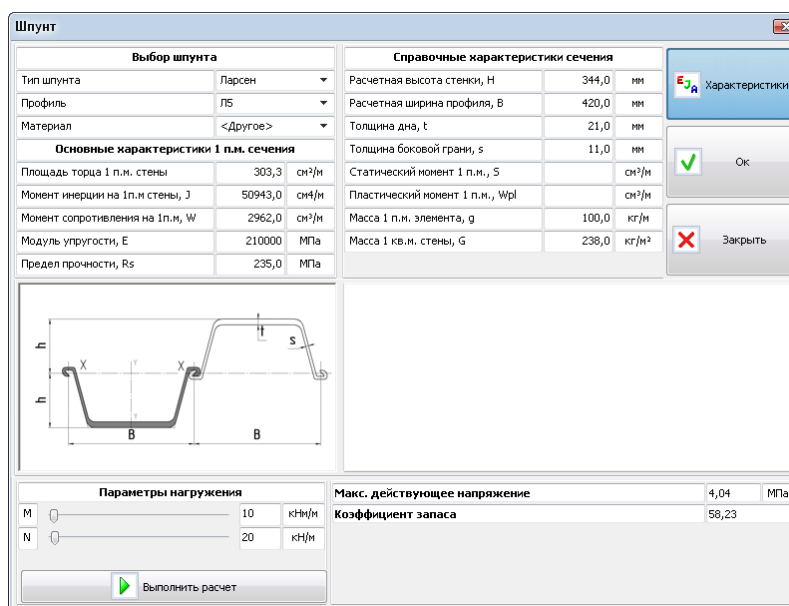 Шпунт
Выбор шпунта
Тип шпунта Ларсен
Профиль Л5
Материал <Другое>
Основные характеристики 1 п.м. сечения
Площадь торца 1 п.м. стены 303,3 см²/м
Момент инерции на 1п.м стены, J 50943,0 см4/м
Момент сопротивления на 1п.м, W 2962,0 см³/м
Модуль упругости, E 210000 МПа
Предел прочности, Rs 235,0 МПа
Справочные характеристики сечения
Расчетная высота стенки, H 344,0 мм
Расчетная ширина профиля, B 420,0 мм
Толщина дна, t 21,0 мм
Толщина боковой грани, s 11,0 мм
Статический момент 1 п.м., S см³/м
Пластический момент 1 п.м., Wpl см³/м
Масса 1 п.м. элемента, g 100,0 кг/м
Масса 1 кв.м. стены, G 238,0 кг/м²
EJA Характеристики
Ок
Закрыть
h t s
X Y X
h
Y
B B
Параметры нагружения
M 10 кНм/м
N 20 кН/м
Выполнить расчет
Макс. действующее напряжение 4,04 МПа
Коэффициент запаса 58,23